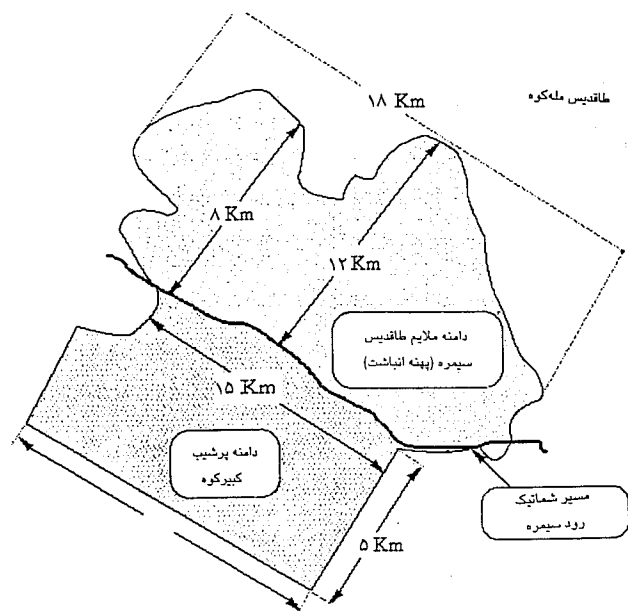 ۱۸ Km
طاقدیس مله‌کوه
۸ Km
۱۲ Km
دامنه ملایم طاقدیس
سیمره (پهنه انباشت)
۱۵ Km
دامنه پرشیب
کبیرکوه
مسیر شماتیک
رود سیمره
۵ Km